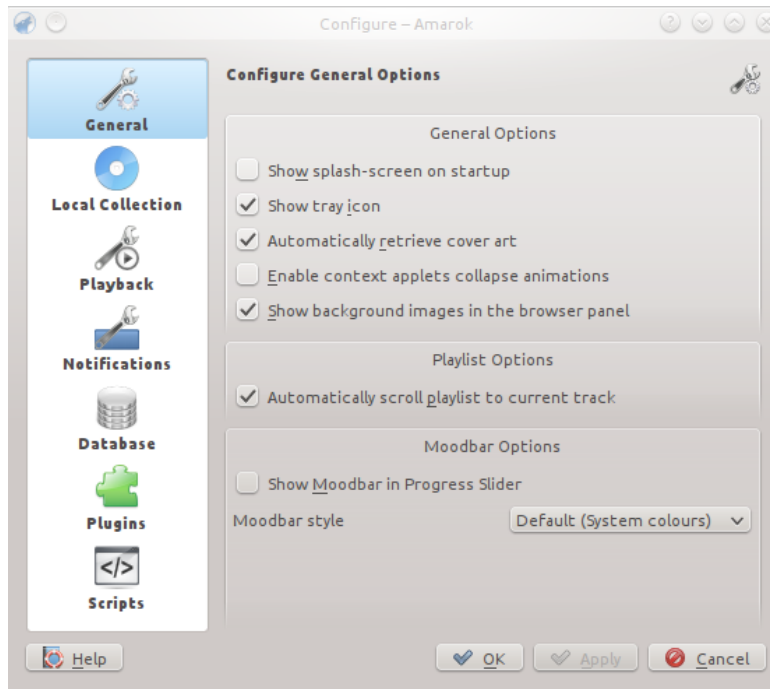 Configure – Amarok
General
Local Collection
Playback
Notifications
Database
Plugins
Scripts
Configure General Options
General Options
Show splash-screen on startup
Show tray icon
Automatically retrieve cover art
Enable context applets collapse animations
Show background images in the browser panel
Playlist Options
Automatically scroll playlist to current track
Moodbar Options
Show Moodbar in Progress Slider
Moodbar style Default (System colours)
Help OK Apply Cancel